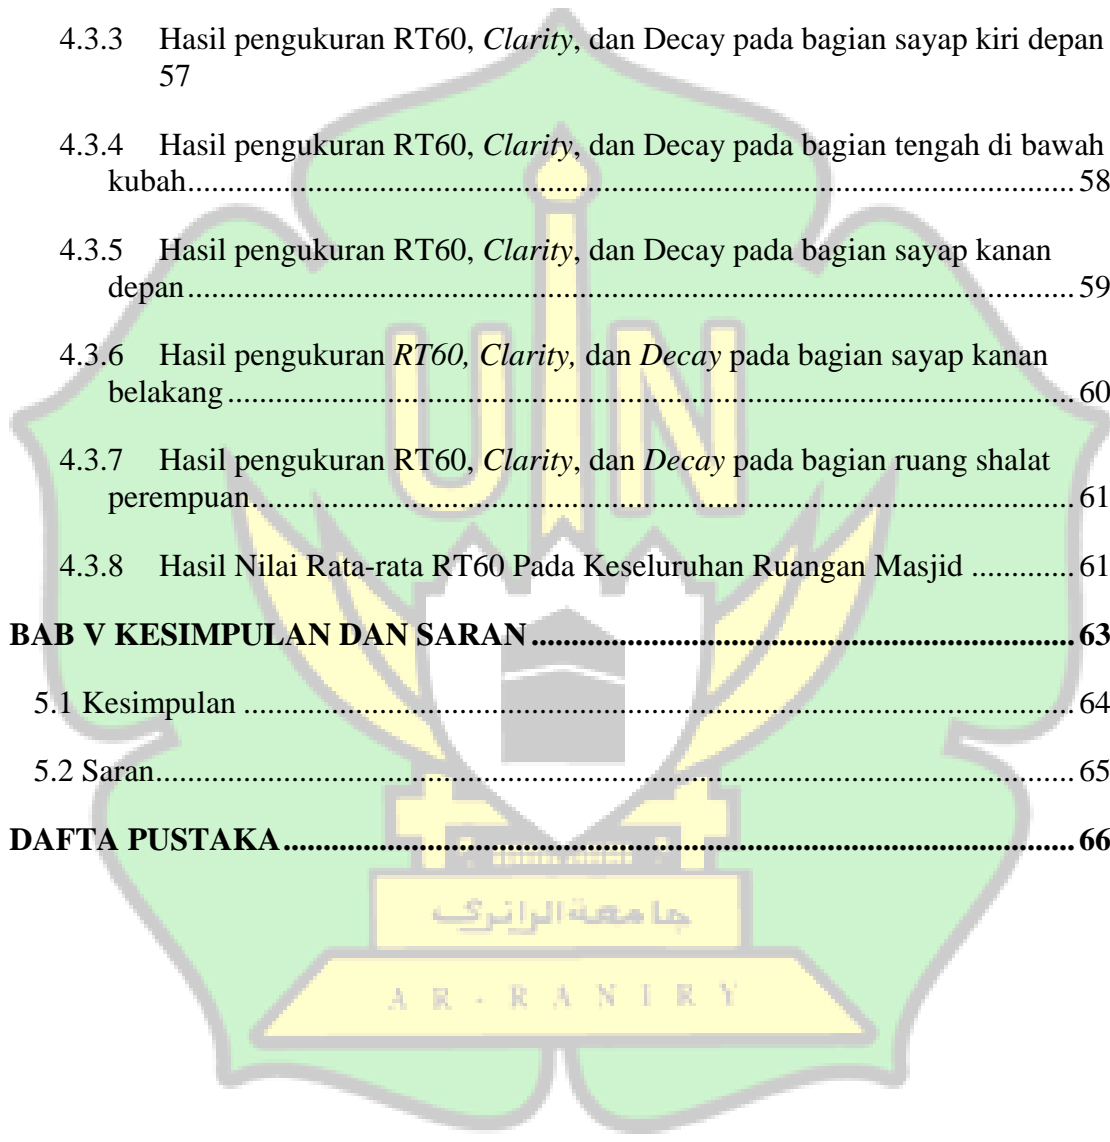 4.3.3 Hasil pengukuran RT60, Clarity, dan Decay pada bagian sayap kiri depan
57
4.3.4 Hasil pengukuran RT60, Clarity, dan Decay pada bagian tengah di bawah
kubah.......... 58
4.3.5 Hasil pengukuran RT60, Clarity, dan Decay pada bagian sayap kanan
depan.......... 59
4.3.6 Hasil pengukuran RT60, Clarity, dan Decay pada bagian sayap kanan
belakang.......... 60
4.3.7 Hasil pengukuran RT60, Clarity, dan Decay pada bagian ruang shalat
perempuan.......... 61
4.3.8 Hasil Nilai Rata-rata RT60 Pada Keseluruhan Ruangan Masjid .......... 61
BAB V KESIMPULAN DAN SARAN.......... 63
5.1 Kesimpulan .......... 64
5.2 Saran.......... 65
DAFTA PUSTAKA.......... 66
UIN
جامعة الرانري
AR-RANIRY